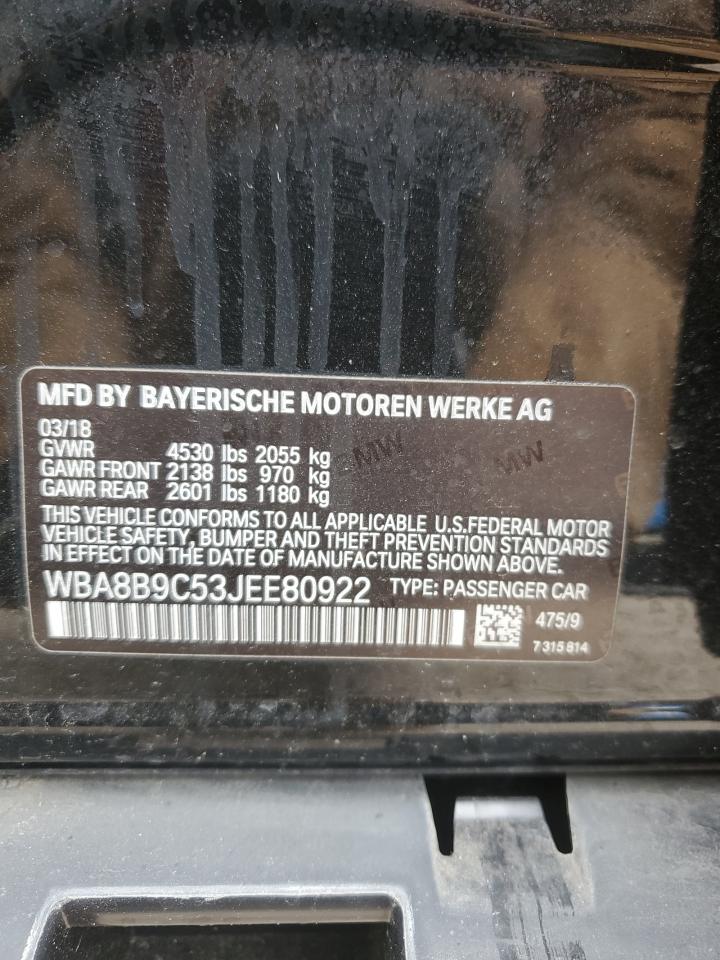 MFD BY BAYERISCHE MOTOREN WERKE AG
03/18
GVWR 4530 lbs 2055 kg
GAWR FRONT 2138 lbs 970 kg
GAWR REAR 2601 lbs 1180 kg
THIS VEHICLE CONFORMS TO ALL APPLICABLE U.S.FEDERAL MOTOR
VEHICLE SAFETY, BUMPER AND THEFT PREVENTION STANDARDS
IN EFFECT ON THE DATE OF MANUFACTURE SHOWN ABOVE.
WBA8B9C53JEE80922 TYPE: PASSENGER CAR
475/9
7 315 814